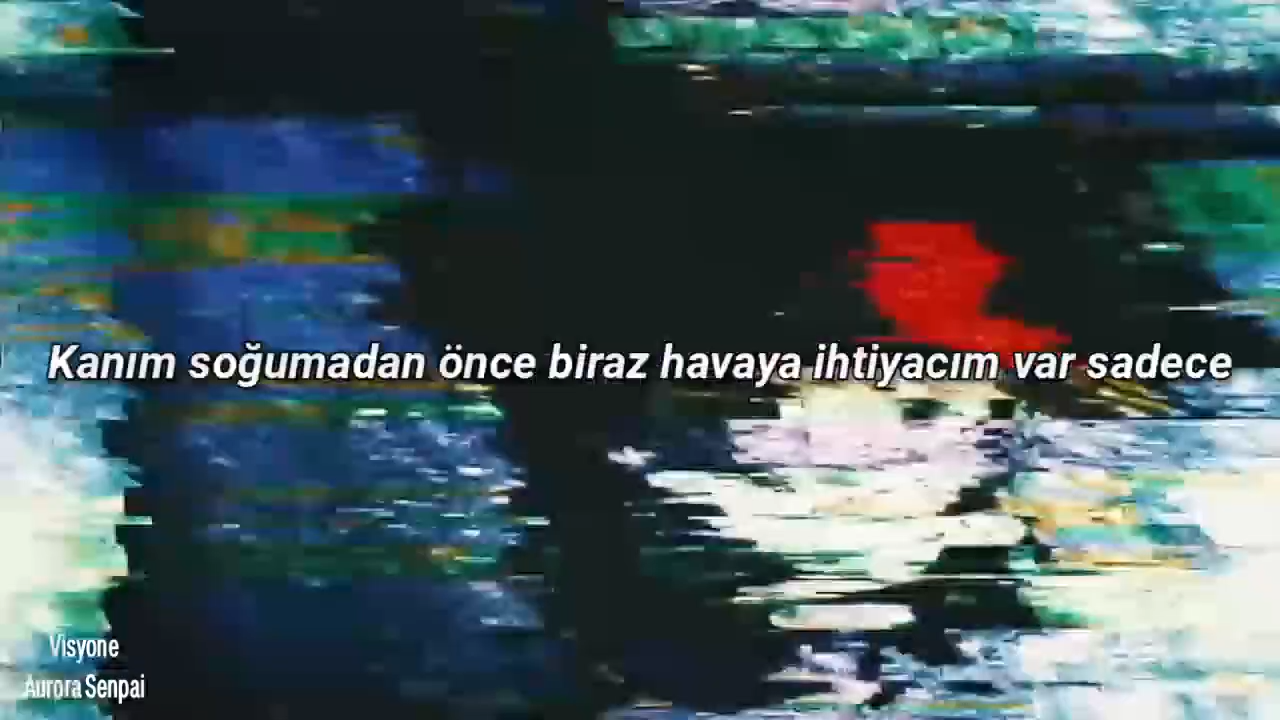 Kanım soğumadan önce biraz havaya ihtiyacım var sadece
Visyone
Aurora Senpai